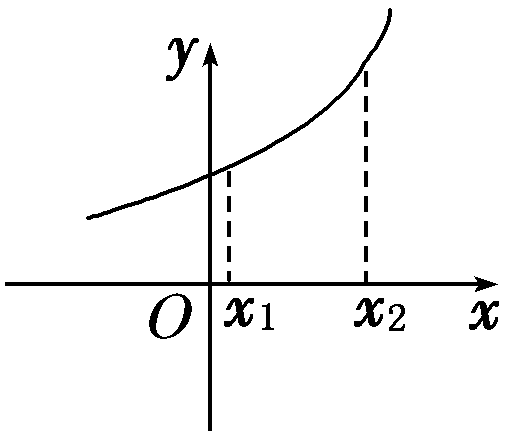 y
O x₁ x₂ x